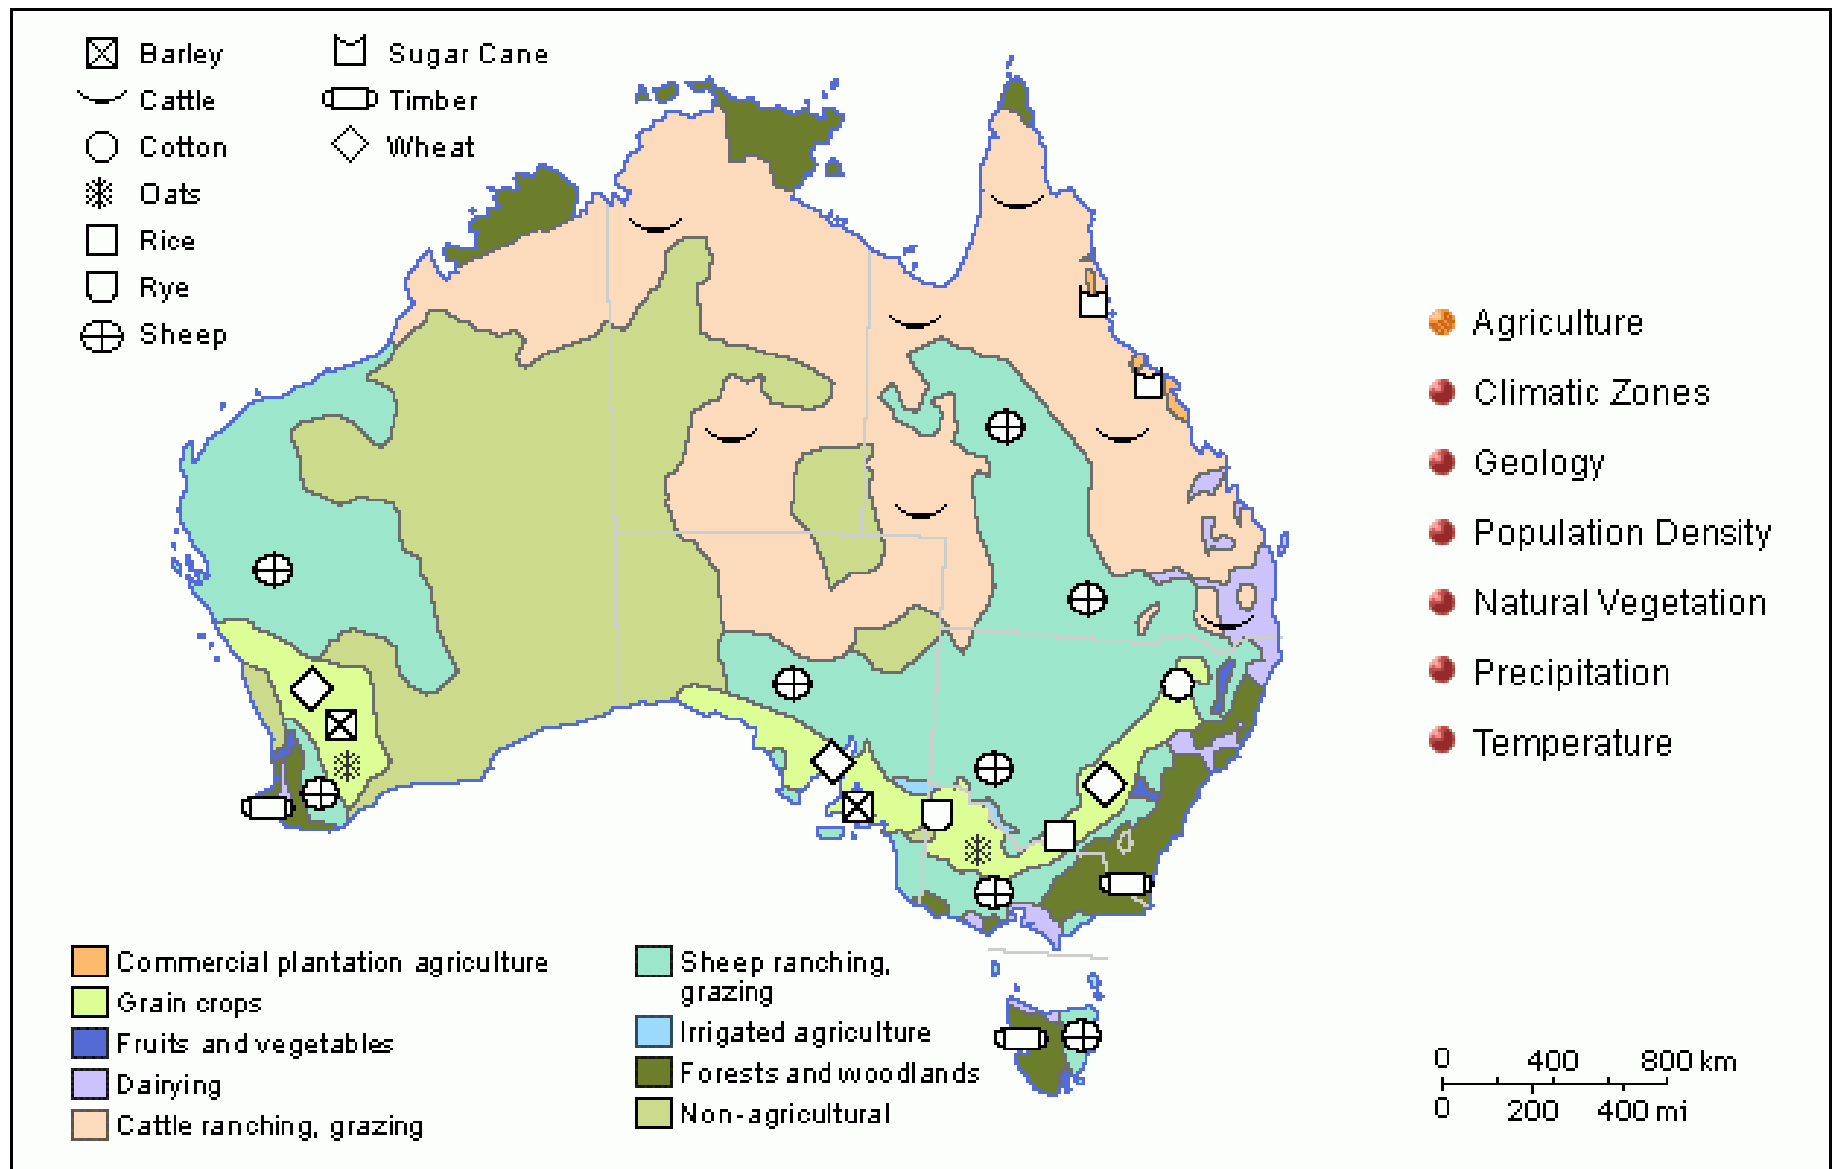 Barley
Cattle
Cotton
Oats
Rice
Rye
Sheep
Sugar Cane
Timber
Wheat
Agriculture
Climatic Zones
Geology
Population Density
Natural Vegetation
Precipitation
Temperature
Commercial plantation agriculture
Grain crops
Fruits and vegetables
Dairying
Cattle ranching, grazing
Sheep ranching,
grazing
Irrigated agriculture
Forests and woodlands
Non-agricultural
0 400 800 km
0 200 400 mi